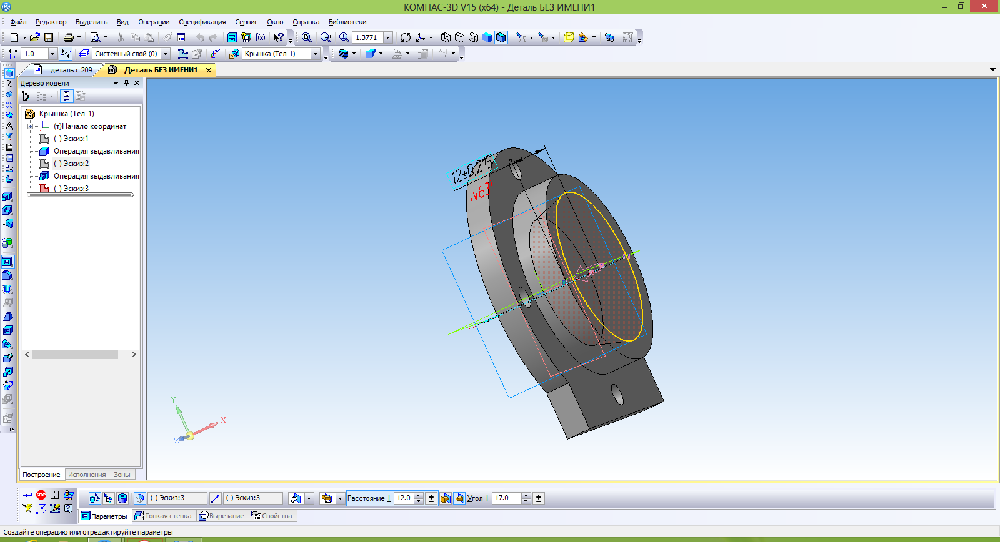 КОМПАС-3D V15 (x64) - Деталь БЕЗ ИМЕНИ1
Файл Редактор Выделить Вид Операции Спецификация Сервис Окно Справка Библиотеки
f(x) 1.3771
1.0 Системный слой (0) Крышка (Тел-1)
деталь с 209 Деталь БЕЗ ИМЕНИ1
Дерево модели
Крышка (Тел-1)
(т)Начало координат
(-) Эскиз:1
Операция выдавливания
(-) Эскиз:2
Операция выдавливания
(-) Эскиз:3
12±0,215
(v63)
Y
X
Z
Построение Исполнения Зоны
STOP (-) Эскиз:3 (-) Эскиз:3 Расстояние 1 12.0 Угол 1 17.0
Параметры Тонкая стенка Вырезание Свойства
Создайте операцию или отредактируйте параметры